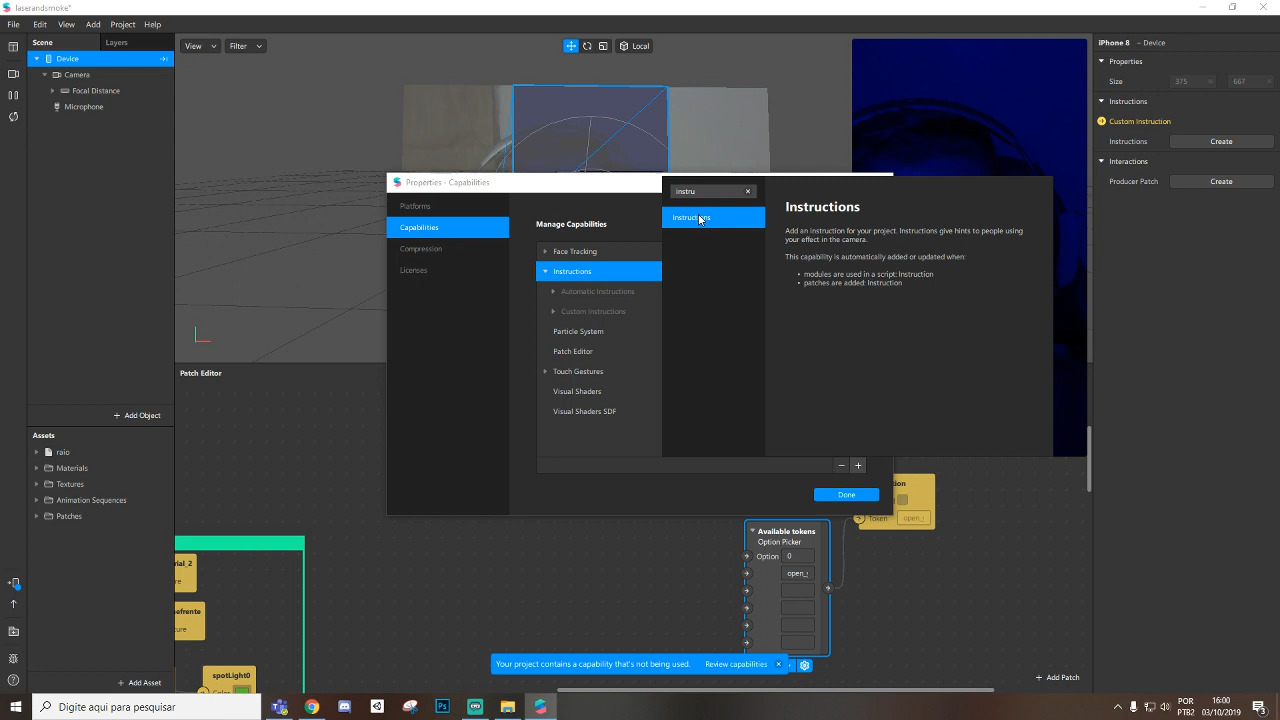 laserandsmoke*
File Edit View Add Project Help
Scene Layers
Device
Camera
Focal Distance
Microphone
+ Add Object
Assets
raio
Materials
Textures
Animation Sequences
Patches
+ Add Asset
View Filter Local
Properties - Capabilities
Platforms
Capabilities
Compression
Licenses
Manage Capabilities
Face Tracking
Instructions
Automatic Instructions
Custom Instructions
Particle System
Patch Editor
Touch Gestures
Visual Shaders
Visual Shaders SDF
Done
instru
Instructions
Instructions
Add an instruction for your project. Instructions give hints to people using
your effect in the camera.
This capability is automatically added or updated when:
• modules are used in a script: Instruction
• patches are added: Instruction
iPhone 8 – Device
Properties
Size 375 667
Instructions
Custom Instruction
Instructions Create
Interactions
Producer Patch Create
Patch Editor
ial_2
efrente
ture
spotLight0
Color
Available tokens
Option Picker
Option 0
open_
Token open_
Your project contains a capability that's not being used. Review capabilities
+ Add Patch
Digite aqui para pesquisar
POR
PTB2
16:00
03/10/2019